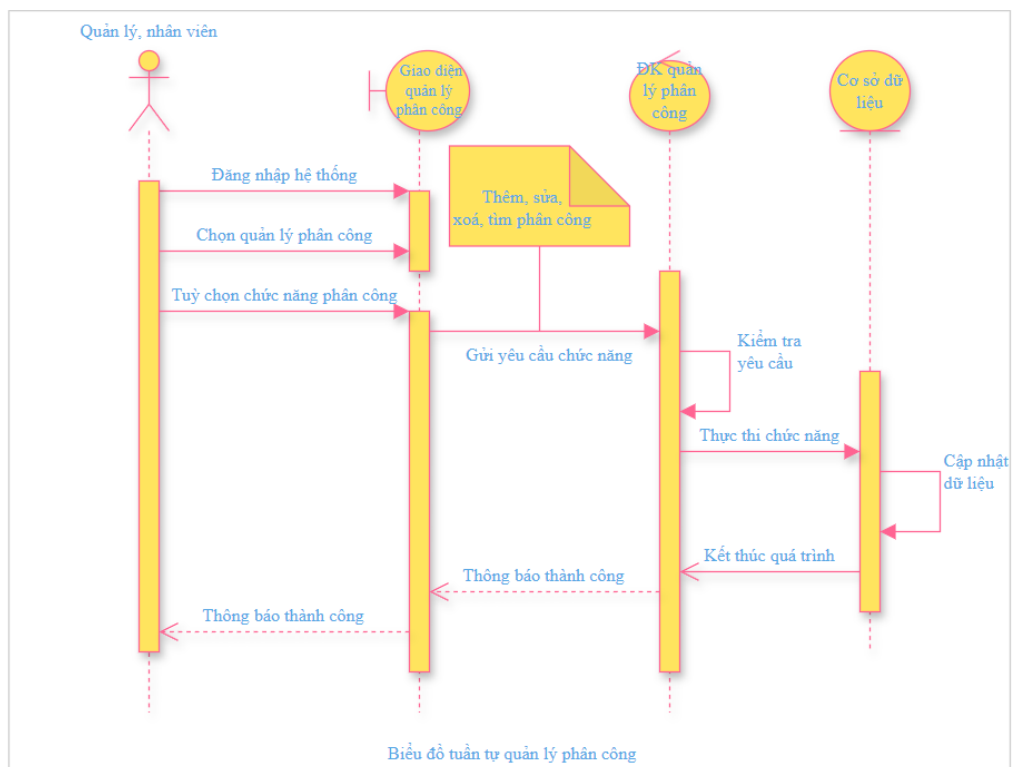 Quản lý, nhân viên
Giao diện
quản lý
phân công
ĐK quản
lý phân
công
Cơ sở dữ
liệu
Đăng nhập hệ thống
Thêm, sửa,
xoá, tìm phân công
Chọn quản lý phân công
Tuỳ chọn chức năng phân công
Gửi yêu cầu chức năng
Kiểm tra
yêu cầu
Thực thi chức năng
Cập nhật
dữ liệu
Kết thúc quá trình
Thông báo thành công
Thông báo thành công
Biểu đồ tuần tự quản lý phân công